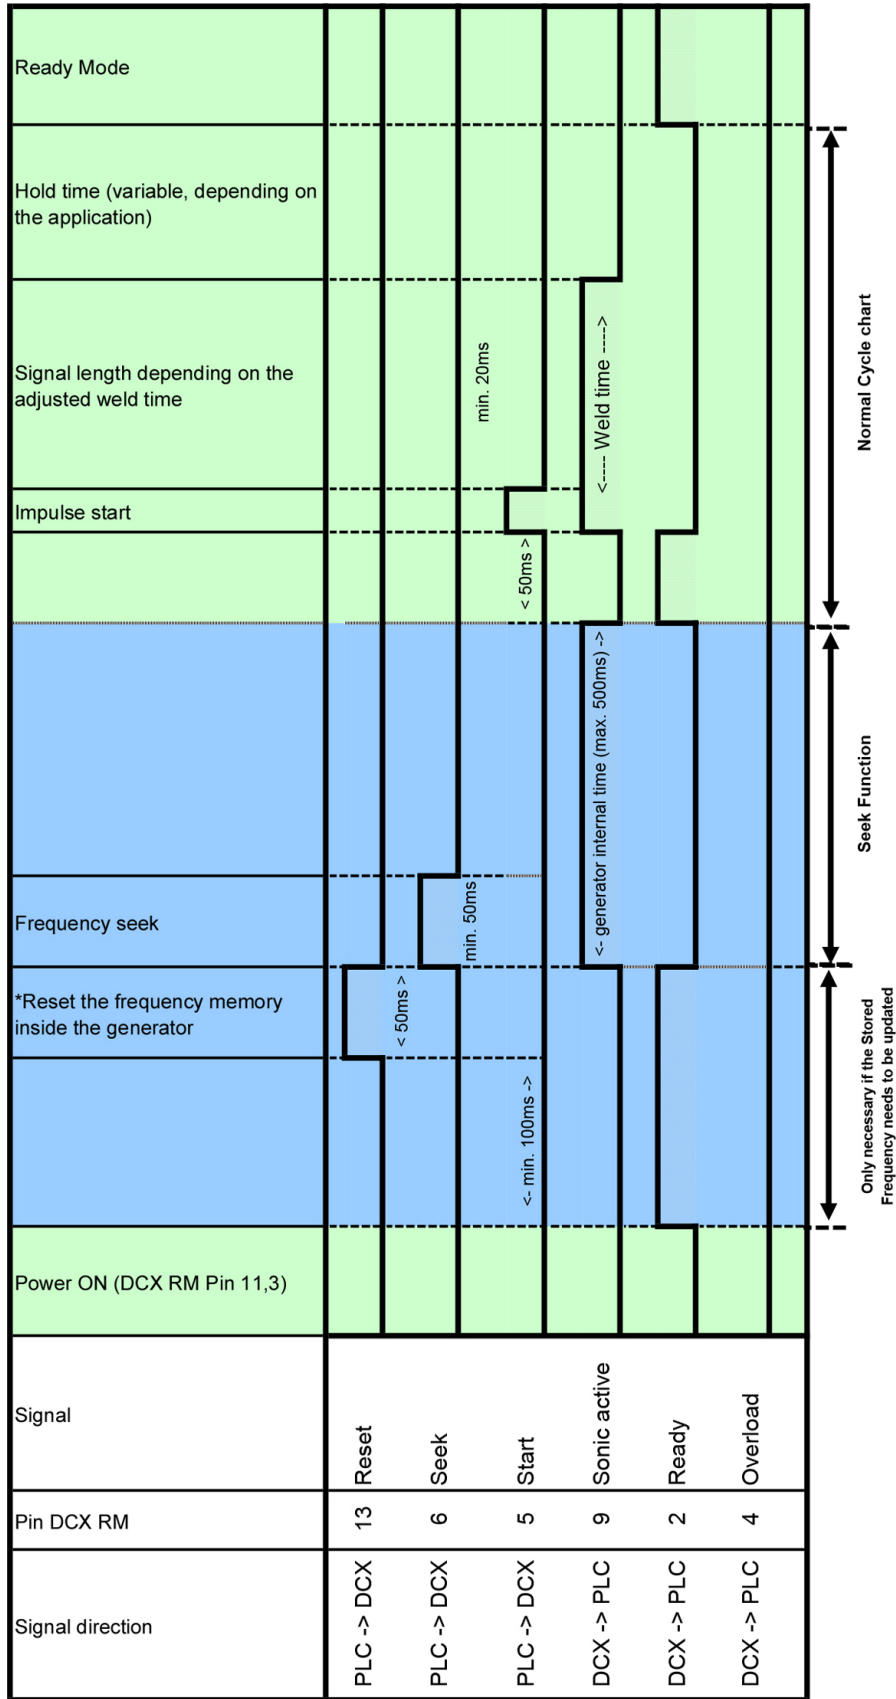 Ready Mode
Hold time (variable, depending on
the application)
Signal length depending on the
adjusted weld time
min. 20ms
<---- Weld time ---->
Impulse start
< 50ms >
Normal Cycle chart
<- generator internal time (max. 500ms) ->
Seek Function
Frequency seek
min. 50ms
*Reset the frequency memory
inside the generator
< 50ms >
<- min. 100ms ->
Only necessary if the Stored
Frequency needs to be updated
Power ON (DCX RM Pin 11,3)
Signal
Reset
Seek
Start
Sonic active
Ready
Overload
Pin DCX RM
13
6
5
9
2
4
Signal direction
PLC -> DCX
PLC -> DCX
PLC -> DCX
DCX -> PLC
DCX -> PLC
DCX -> PLC